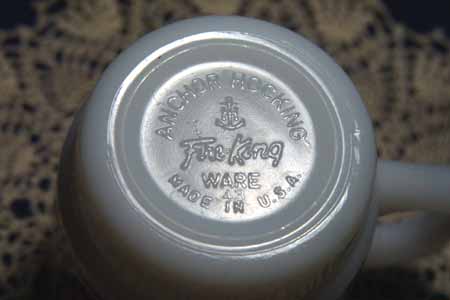 ANCHOR HOCKING
Fire King
WARE
MADE IN U.S.A.